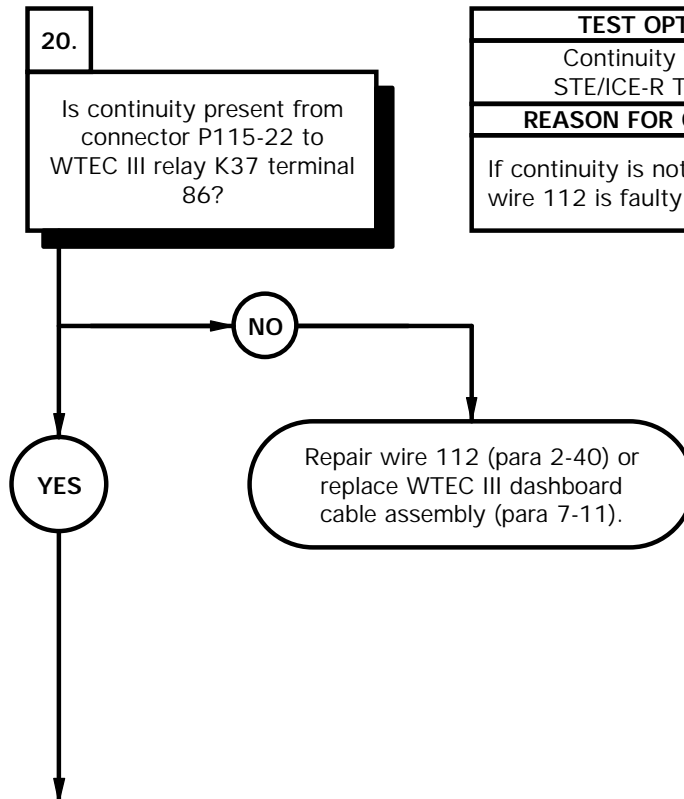 20.
Is continuity present from
connector P115-22 to
WTEC III relay K37 terminal
86?
TEST OPT
Continuity
STE/ICE-R T
REASON FOR
If continuity is not
wire 112 is faulty
NO
YES
Repair wire 112 (para 2-40) or
replace WTEC III dashboard
cable assembly (para 7-11).